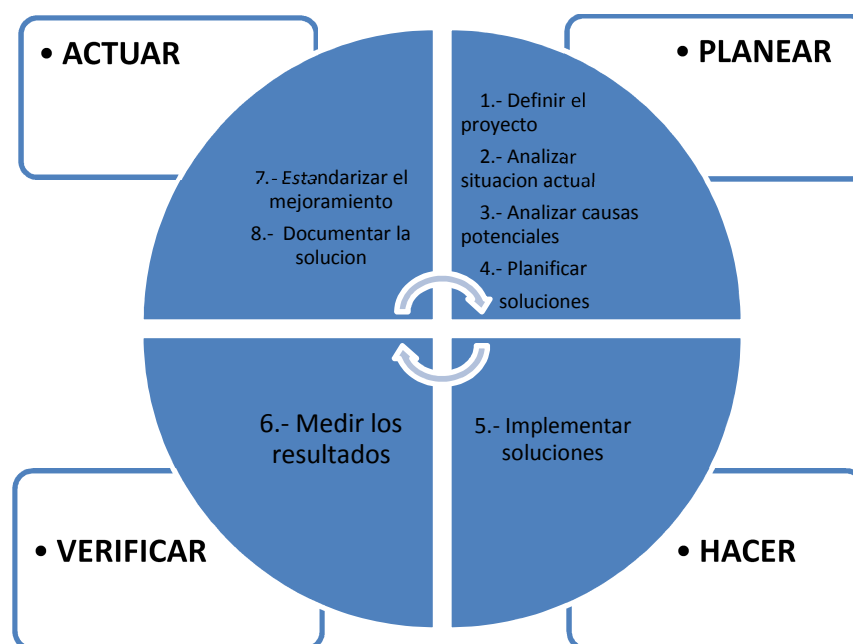 • ACTUAR
7.- Estandarizar el
mejoramiento
8.- Documentar la
solucion
• PLANEAR
1.- Definir el
proyecto
2.- Analizar
situacion actual
3.- Analizar causas
potenciales
4.- Planificar
soluciones
6.- Medir los
resultados
• VERIFICAR
5.- Implementar
soluciones
• HACER